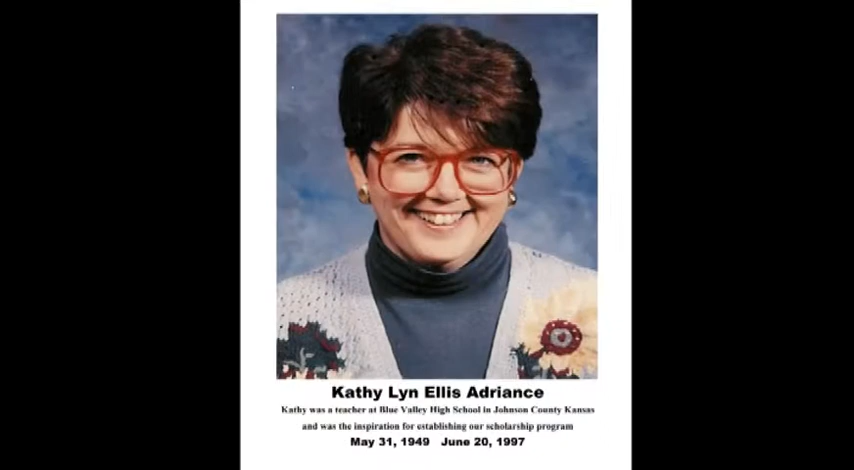 Kathy Lyn Ellis Adriance
Kathy was a teacher at Blue Valley High School in Johnson County Kansas
and was the inspiration for establishing our scholarship program
May 31, 1949 June 20, 1997